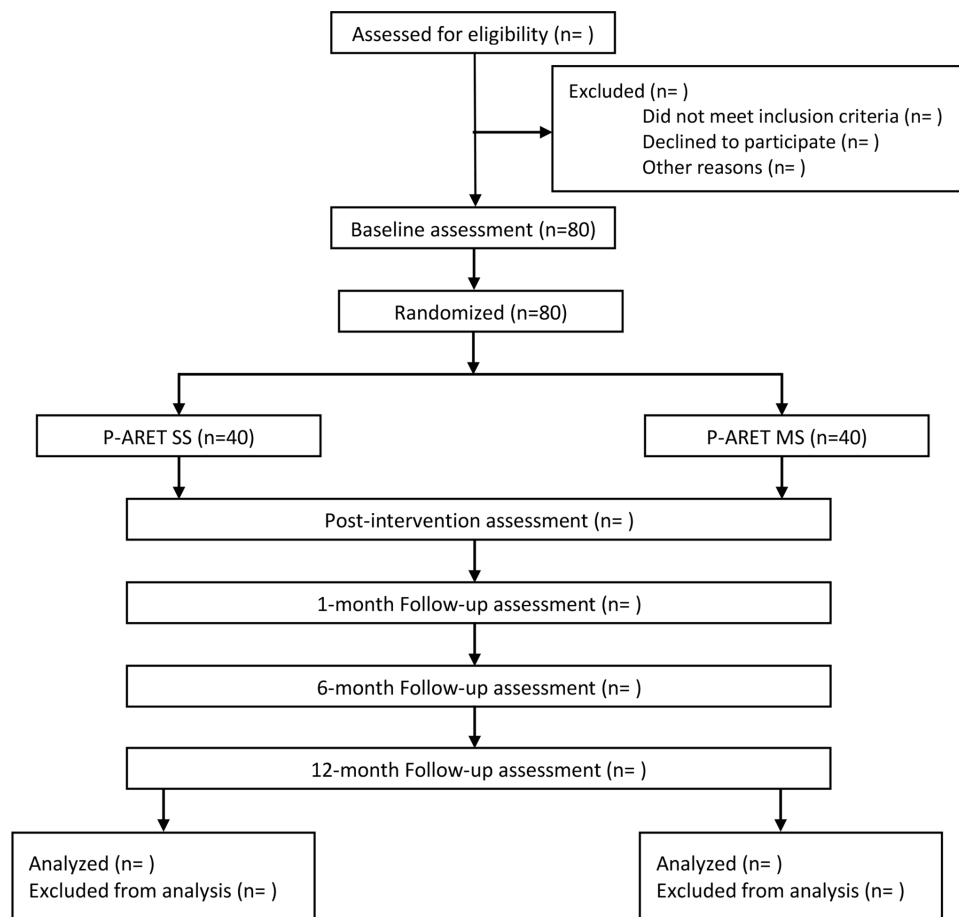 Assessed for eligibility (n= )
Excluded (n= )
Did not meet inclusion criteria (n= )
Declined to participate (n= )
Other reasons (n= )
Baseline assessment (n=80)
Randomized (n=80)
P-ARET SS (n=40)
P-ARET MS (n=40)
Post-intervention assessment (n= )
1-month Follow-up assessment (n= )
6-month Follow-up assessment (n= )
12-month Follow-up assessment (n= )
Analyzed (n= )
Excluded from analysis (n= )
Analyzed (n= )
Excluded from analysis (n= )